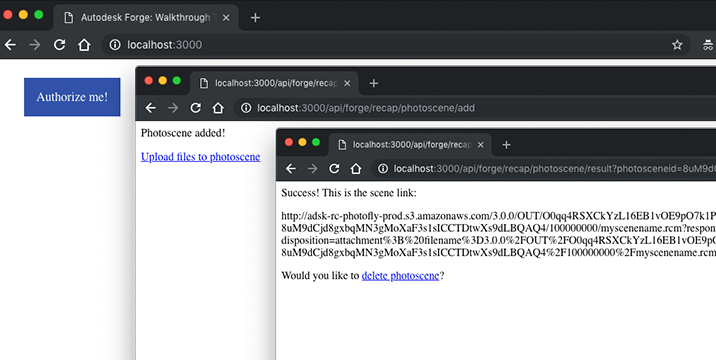 Autodesk Forge: Walkthrough
localhost:3000
Authorize me!
localhost:3000/api/forge/recap
localhost:3000/api/forge/recap/photoscene/add
Photoscene added!
Upload files to photoscene
localhost:3000/api/forge/recap
localhost:3000/api/forge/recap/photoscene/result?photosceneid=8uM9dC
Success! This is the scene link:
http://adsk-rc-photofly-prod.s3.amazonaws.com/3.0.0/OUT/O0qq4RSXCkYzL16EB1vOE9pO7k1P
8uM9dCjd8gxbqMN3gMoXaF3s1sICCTDtwXs9dLBQAQ4/100000000/myscenename.rcm?respon
disposition=attachment%3B%20filename%3D3.0.0%2FOUT%2FO0qq4RSXCkYzL16EB1vOE9pO
8uM9dCjd8gxbqMN3gMoXaF3s1sICCTDtwXs9dLBQAQ4%2F100000000%2Fmyscenename.rcm
Would you like to delete photoscene?